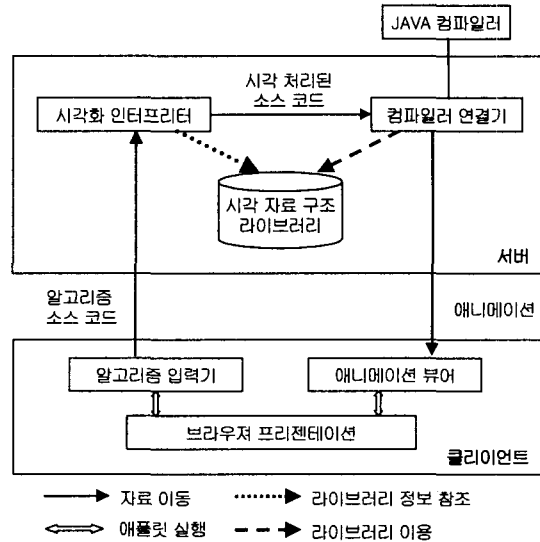 JAVA 컴파일러
시각 처리된
소스 코드
시각화 인터프리터
컴파일러 연결기
시각 자료 구조
라이브러리
서버
알고리즘
소스 코드
애니메이션
알고리즘 입력기
애니메이션 뷰어
브라우져 프리젠테이션
클라이언트
자료 이동
라이브러리 정보 참조
애플릿 실행
라이브러리 이용